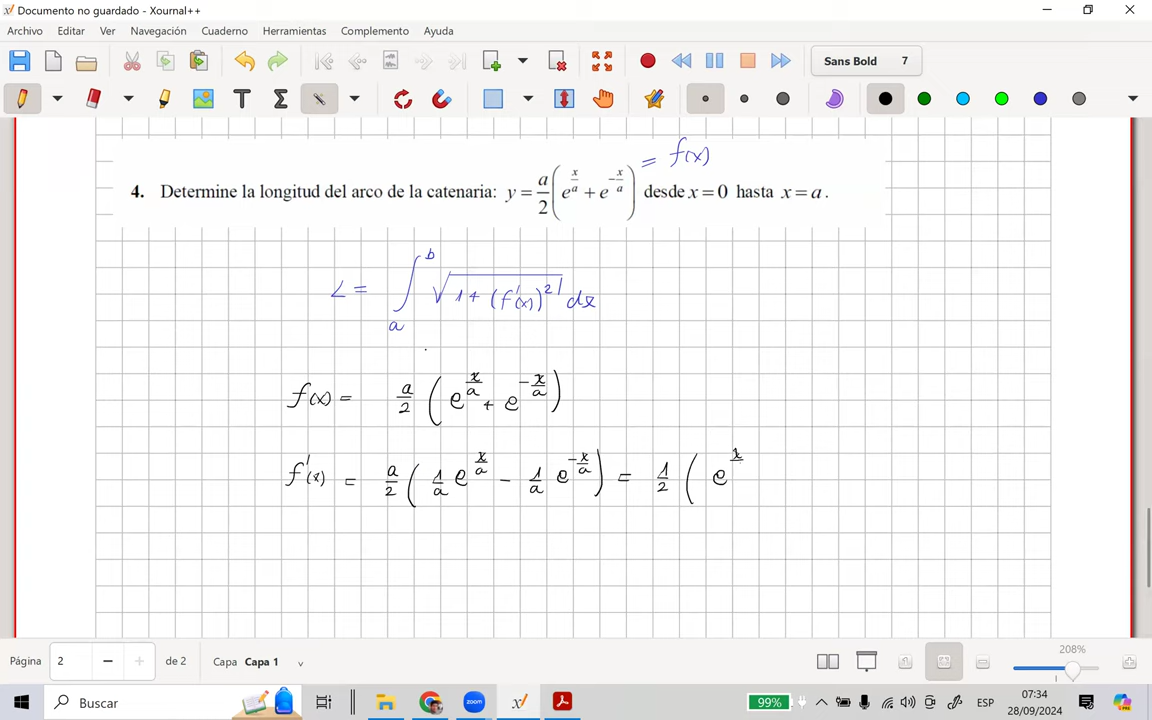 Documento no guardado - Xournal++
Archivo Editar Ver Navegación Cuaderno Herramientas Complemento Ayuda
Sans Bold 7
= f(x)
4. Determine la longitud del arco de la catenaria: y = a/2 (e^(x/a) + e^(-x/a)) desde x = 0 hasta x = a.
L = ∫_a^b √(1 + (f'(x))^2) dx
f(x) = a/2 (e^(x/a) + e^(-x/a))
f'(x) = a/2 (1/a e^(x/a) - 1/a e^(-x/a)) = 1/2 (e^x
Página 2 de 2 Capa Capa 1 208%
Buscar 99% ESP 07:34
28/09/2024